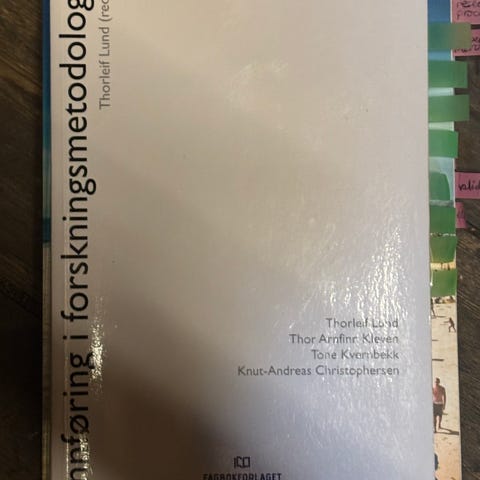 nnføring i forskningsmetodolog
Thorleif Lund (red
Thorleif Lund
Thor Arnfinn Kleven
Tone Kvernbekk
Knut-Andreas Christophersen
FAGBOKFORLAGET